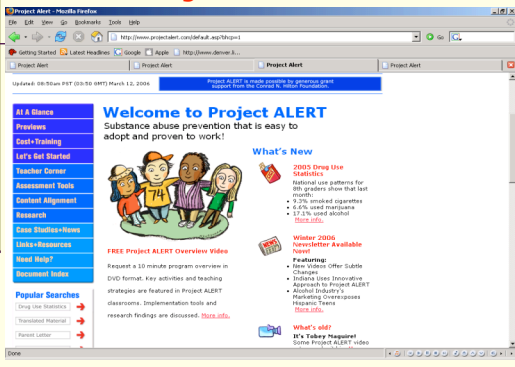 Project Alert - Mozilla Firefox
File Edit View Go Bookmarks Tools Help
http://www.projectalert.com/default.asp?bhcp=1
Go
Getting Started Latest Headlines Google Apple http://www.denver.li...
Project Alert Project Alert Project Alert Project Alert
Updated: 08:50am PST (03:50 GMT) March 12, 2006
Project ALERT is made possible by generous grant
support from the Conrad N. Hilton Foundation.
At A Glance
Previews
Cost+Training
Let's Get Started
Teacher Corner
Assessment Tools
Content Alignment
Research
Case Studies+News
Links+Resources
Need Help?
Document Index
Popular Searches
Drug Use Statistics
Translated Material
Parent Letter
Welcome to Project ALERT
Substance abuse prevention that is easy to
adopt and proven to work!
74
FREE Project ALERT Overview Video
Request a 10 minute program overview in
DVD format. Key activities and teaching
strategies are featured in Project ALERT
classrooms. Implementation tools and
research findings are discussed. More info.
What's New
2005 Drug Use
Statistics
National use patterns for
8th graders show that last
month:
• 9.3% smoked cigarettes
• 6.6% used marijuana
• 17.1% used alcohol
More info.
NEWS
Winter 2006
Newsletter Available
Now!
Featuring:
• New Videos Offer Subtle
Changes
• Indiana Uses Innovative
Approach to Project ALERT
• Alcohol Industry's
Marketing Overexposes
Hispanic Teens
More info.
What's old?
It's Tobey Maguire!
Some Project ALERT video
Done